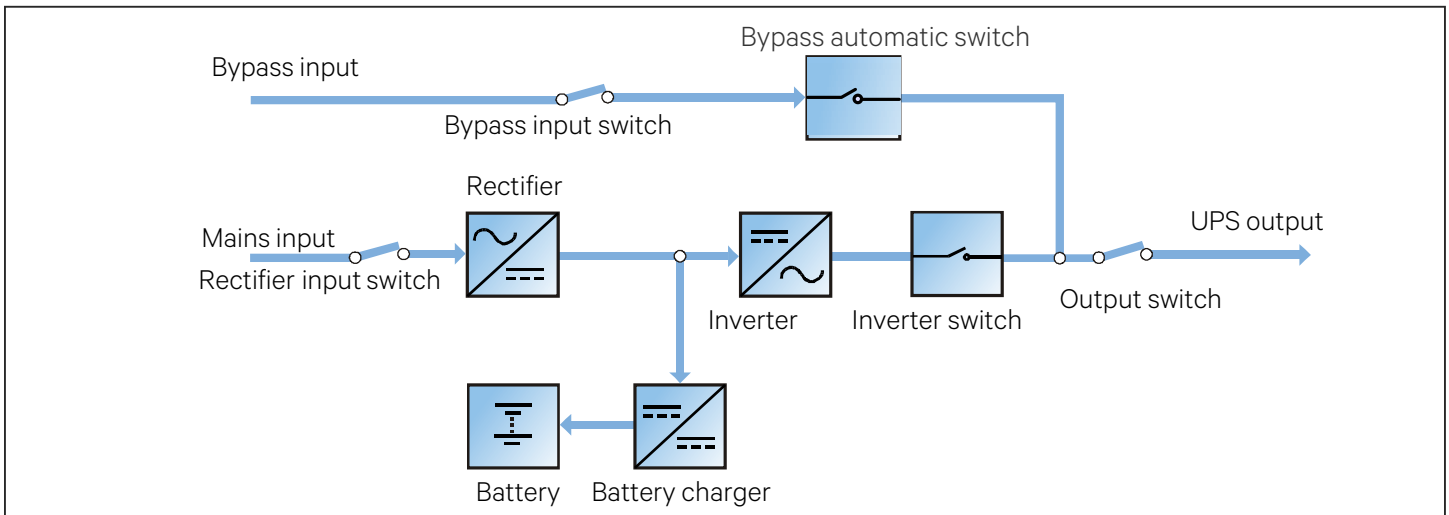 Bypass automatic switch
Bypass input
Bypass input switch
Rectifier
Mains input
UPS output
Rectifier input switch
Output switch
Inverter
Inverter switch
Battery
Battery charger